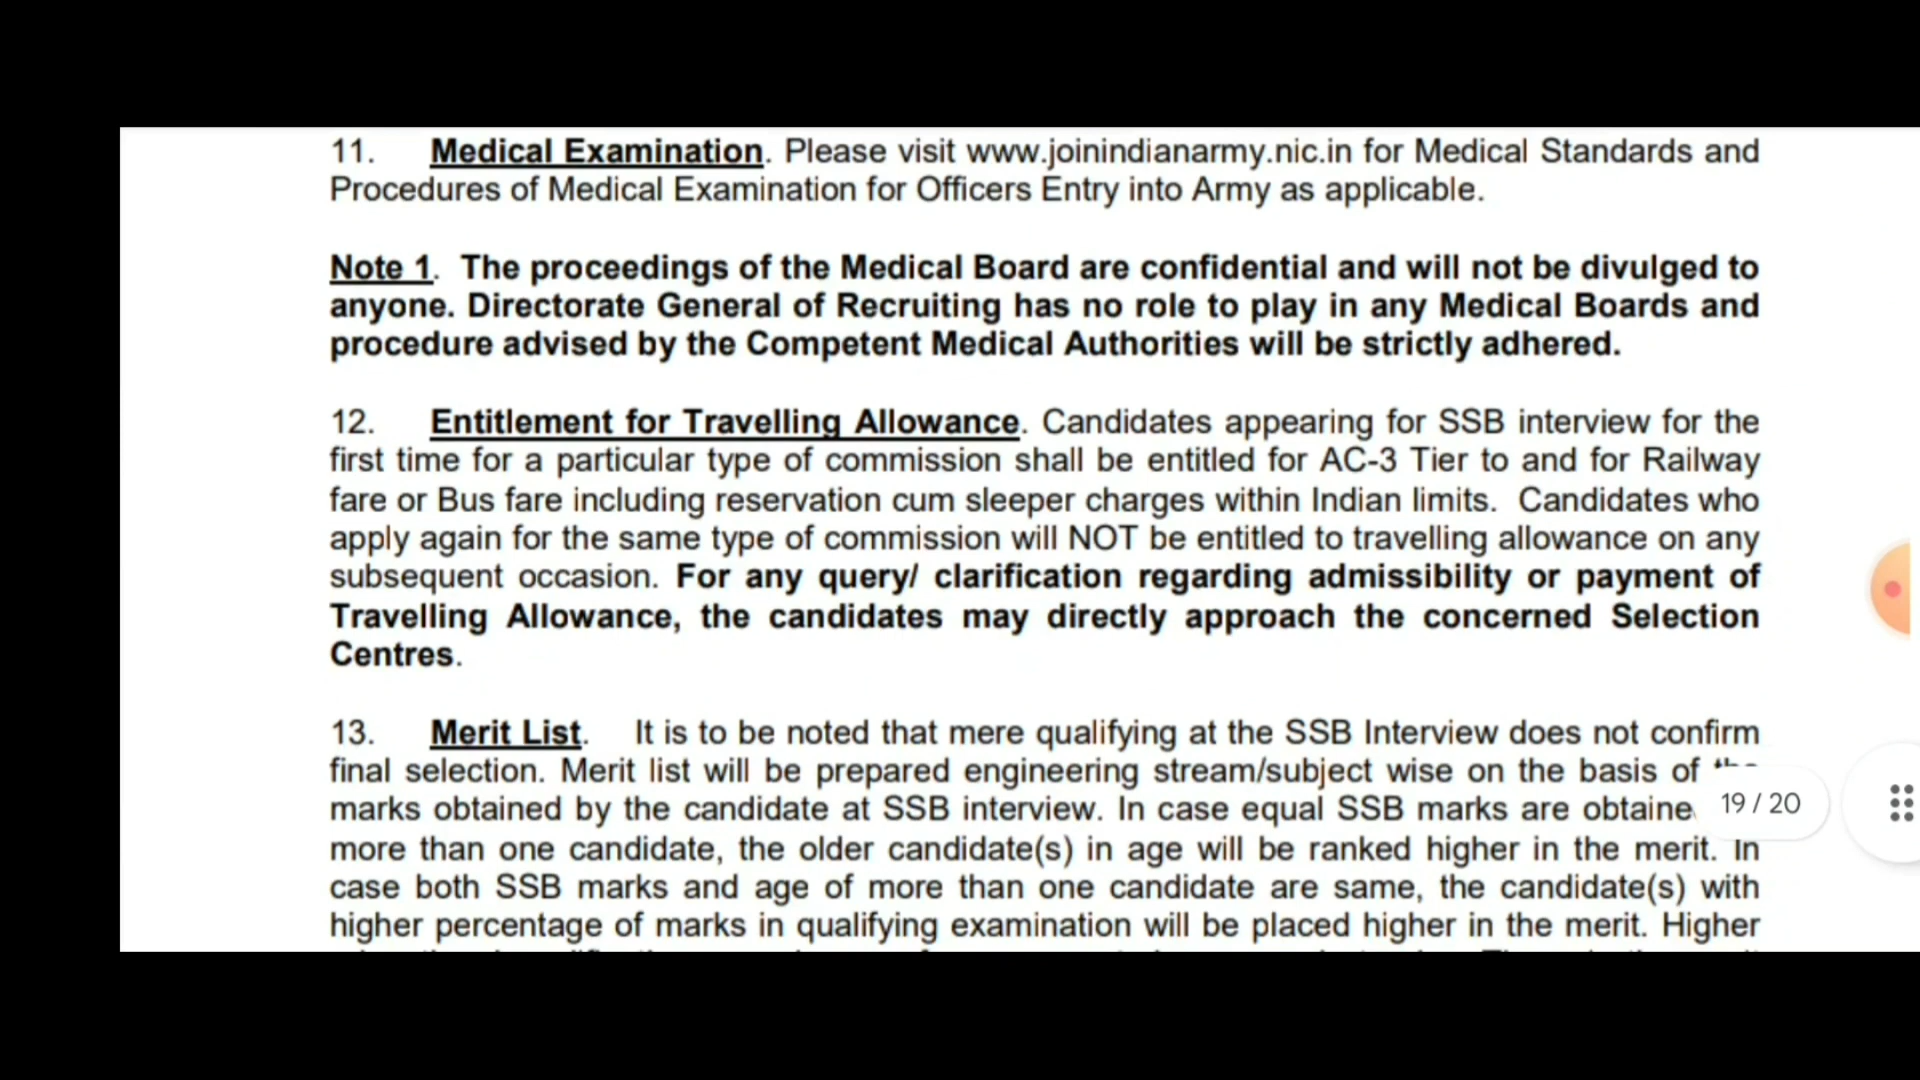 11. Medical Examination. Please visit www.joinindianarmy.nic.in for Medical Standards and
Procedures of Medical Examination for Officers Entry into Army as applicable.
Note 1. The proceedings of the Medical Board are confidential and will not be divulged to
anyone. Directorate General of Recruiting has no role to play in any Medical Boards and
procedure advised by the Competent Medical Authorities will be strictly adhered.
12. Entitlement for Travelling Allowance. Candidates appearing for SSB interview for the
first time for a particular type of commission shall be entitled for AC-3 Tier to and for Railway
fare or Bus fare including reservation cum sleeper charges within Indian limits. Candidates who
apply again for the same type of commission will NOT be entitled to travelling allowance on any
subsequent occasion. For any query/ clarification regarding admissibility or payment of
Travelling Allowance, the candidates may directly approach the concerned Selection
Centres.
13. Merit List. It is to be noted that mere qualifying at the SSB Interview does not confirm
final selection. Merit list will be prepared engineering stream/subject wise on the basis of
marks obtained by the candidate at SSB interview. In case equal SSB marks are
19 / 20
more than one candidate, the older candidate(s) in age will be ranked higher in the merit. In
case both SSB marks and age of more than one candidate are same, the candidate(s) with
higher percentage of marks in qualifying examination will be placed higher in the merit. Higher